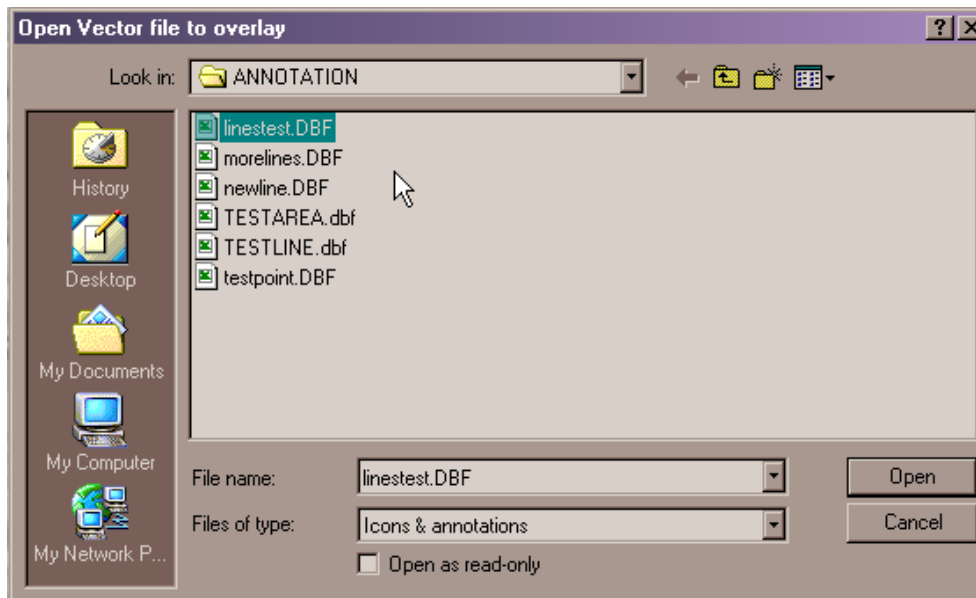 Open Vector file to overlay
Look in: ANNOTATION
History
Desktop
My Documents
My Computer
My Network P...
linestest.DBF
morelines.DBF
newline.DBF
TESTAREA.dbf
TESTLINE.dbf
testpoint.DBF
File name: linestest.DBF Open
Files of type: Icons & annotations Cancel
Open as read-only